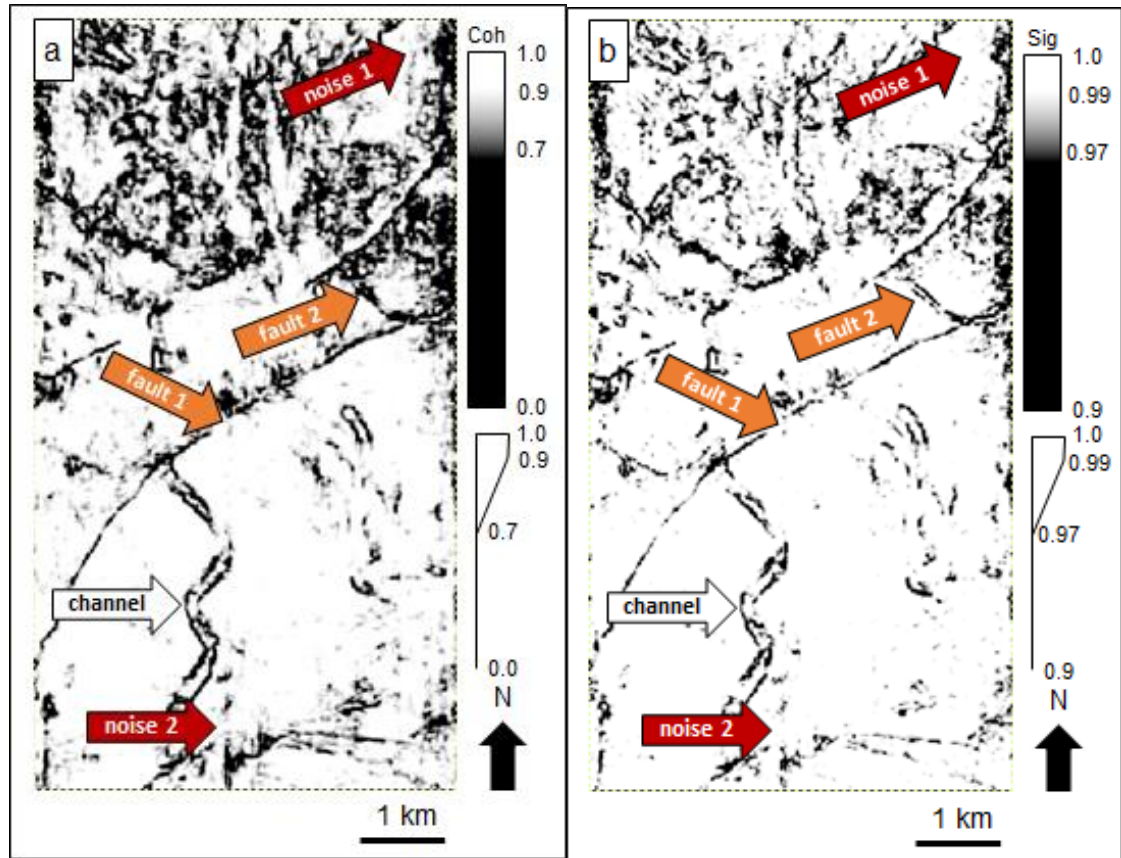 a
Coh
1.0
0.9
0.7
0.0
1.0
0.9
0.7
0.0
N
1 km
noise 1
fault 2
fault 1
channel
noise 2
b
Sig
1.0
0.99
0.97
0.9
1.0
0.99
0.97
0.9
N
1 km
noise 1
fault 2
fault 1
channel
noise 2